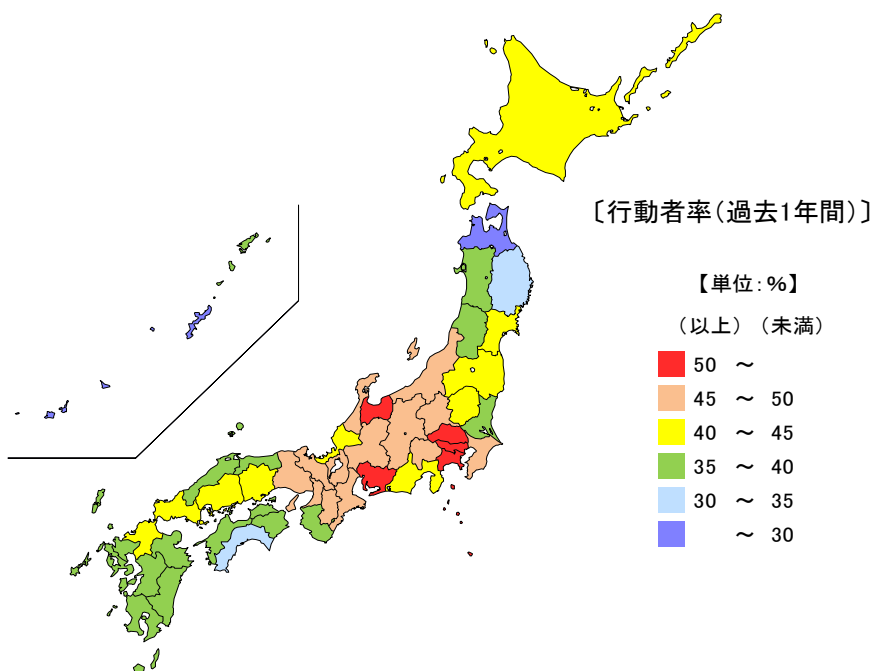 〔行動者率(過去1年間)〕
【単位:%】
(以上) (未満)
50 ～
45 ～ 50
40 ～ 45
35 ～ 40
30 ～ 35
～ 30